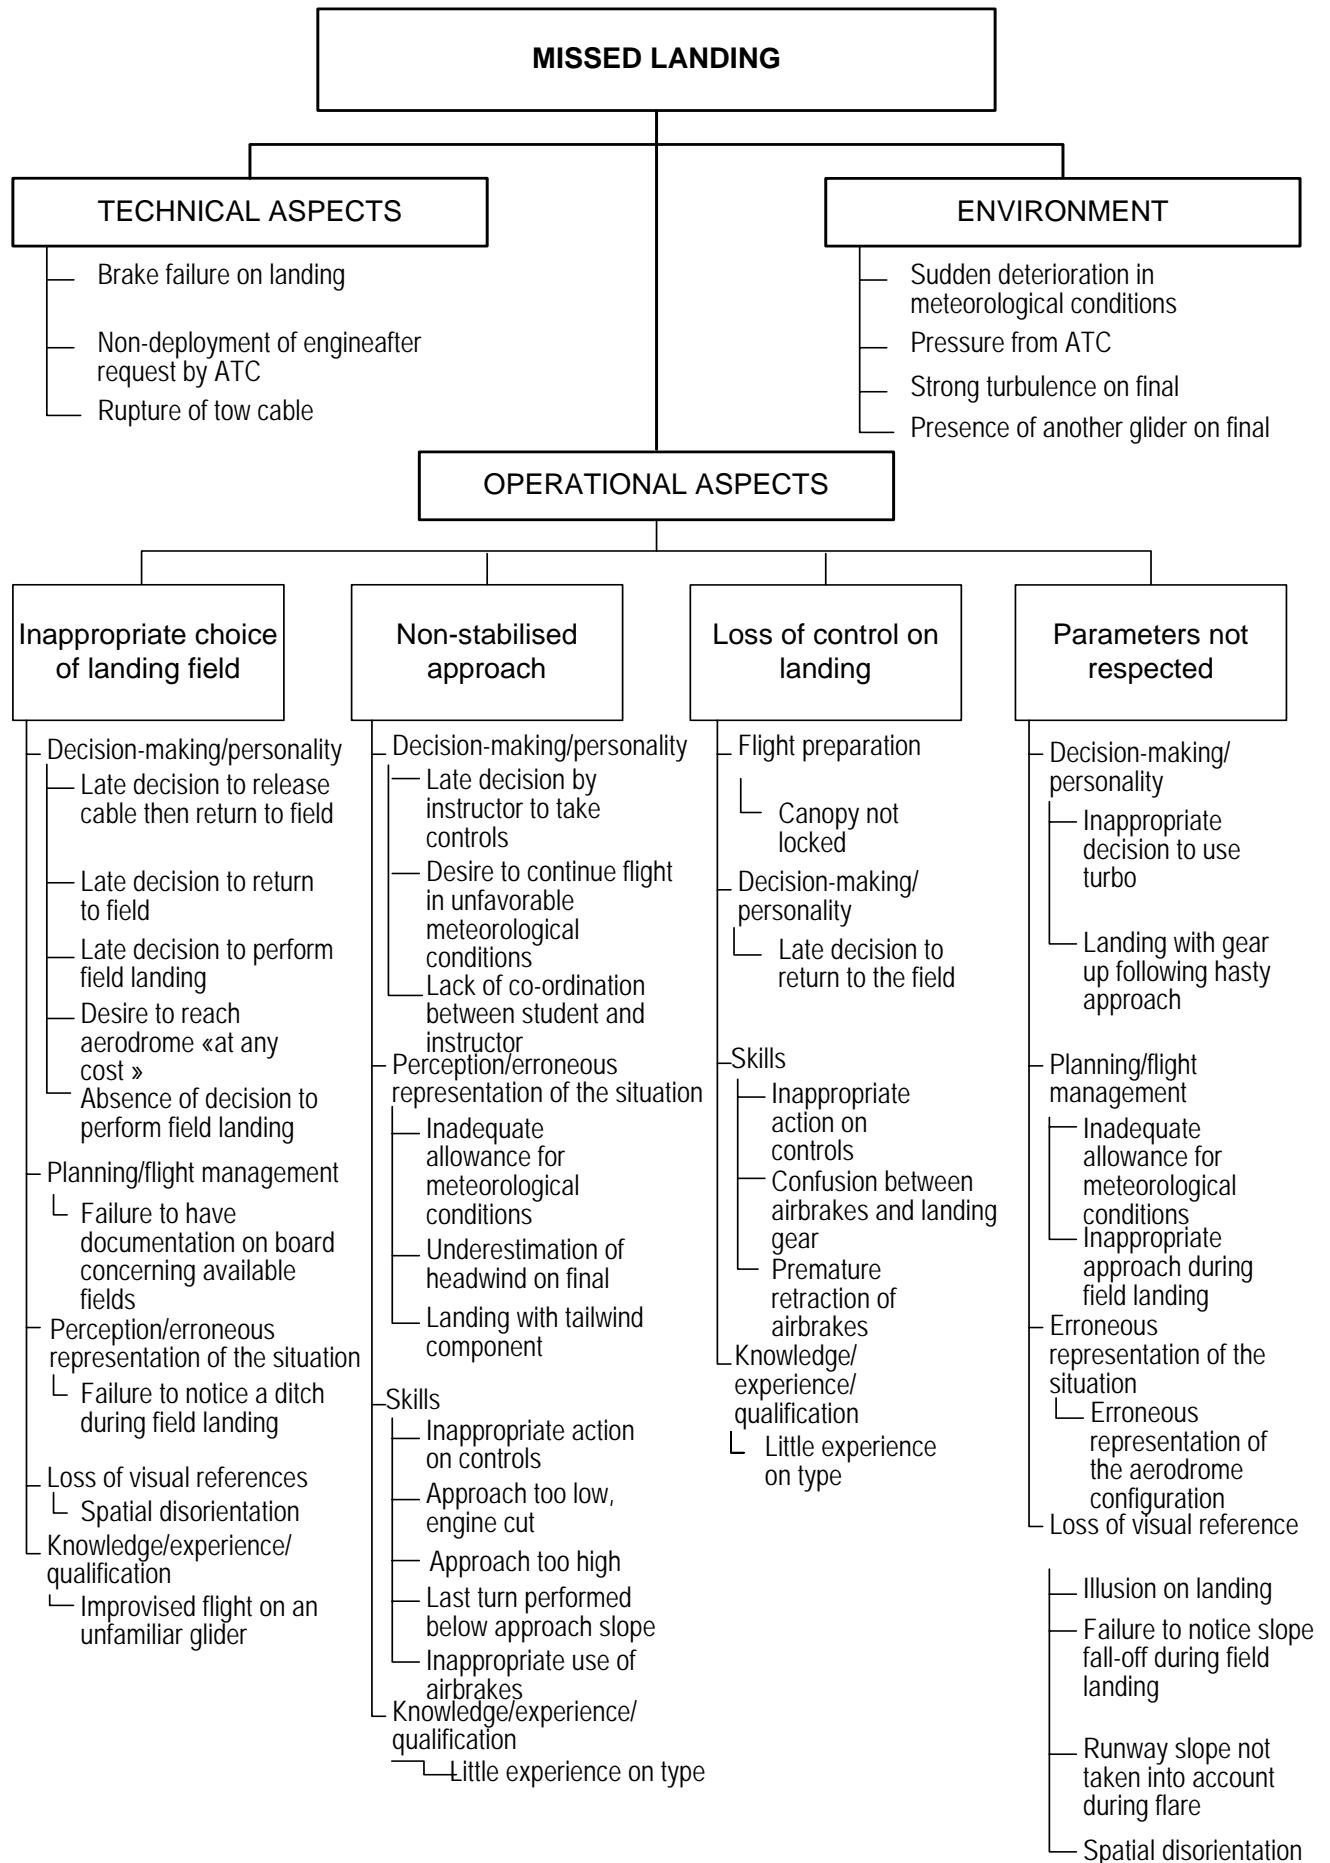 MISSED LANDING
TECHNICAL ASPECTS
Brake failure on landing
Non-deployment of engineafter
request by ATC
Rupture of tow cable
ENVIRONMENT
Sudden deterioration in
meteorological conditions
Pressure from ATC
Strong turbulence on final
Presence of another glider on final
OPERATIONAL ASPECTS
Inappropriate choice
of landing field
Decision-making/personality
Late decision to release
cable then return to field
Late decision to return
to field
Late decision to perform
field landing
Desire to reach
aerodrome «at any
cost »
Absence of decision to
perform field landing
Planning/flight management
Failure to have
documentation on board
concerning available
fields
Perception/erroneous
representation of the situation
Failure to notice a ditch
during field landing
Loss of visual references
Spatial disorientation
Knowledge/experience/
qualification
Improvised flight on an
unfamiliar glider
Non-stabilised
approach
Decision-making/personality
Late decision by
instructor to take
controls
Desire to continue flight
in unfavorable
meteorological
conditions
Lack of co-ordination
between student and
instructor
Perception/erroneous
representation of the situation
Inadequate
allowance for
meteorological
conditions
Underestimation of
headwind on final
Landing with tailwind
component
Skills
Inappropriate action
on controls
Approach too low,
engine cut
Approach too high
Last turn performed
below approach slope
Inappropriate use of
airbrakes
Knowledge/experience/
qualification
Little experience on type
Loss of control on
landing
Flight preparation
Canopy not
locked
Decision-making/
personality
Late decision to
return to the field
Skills
Inappropriate
action on
controls
Confusion between
airbrakes and landing
gear
Premature
retraction of
airbrakes
Knowledge/
experience/
qualification
Little experience
on type
Parameters not
respected
Decision-making/
personality
Inappropriate
decision to use
turbo
Landing with gear
up following hasty
approach
Planning/flight
management
Inadequate
allowance for
meteorological
conditions
Inappropriate
approach during
field landing
Erroneous
representation of the
situation
Erroneous
representation of
the aerodrome
configuration
Loss of visual reference
Illusion on landing
Failure to notice slope
fall-off during field
landing
Runway slope not
taken into account
during flare
Spatial disorientation